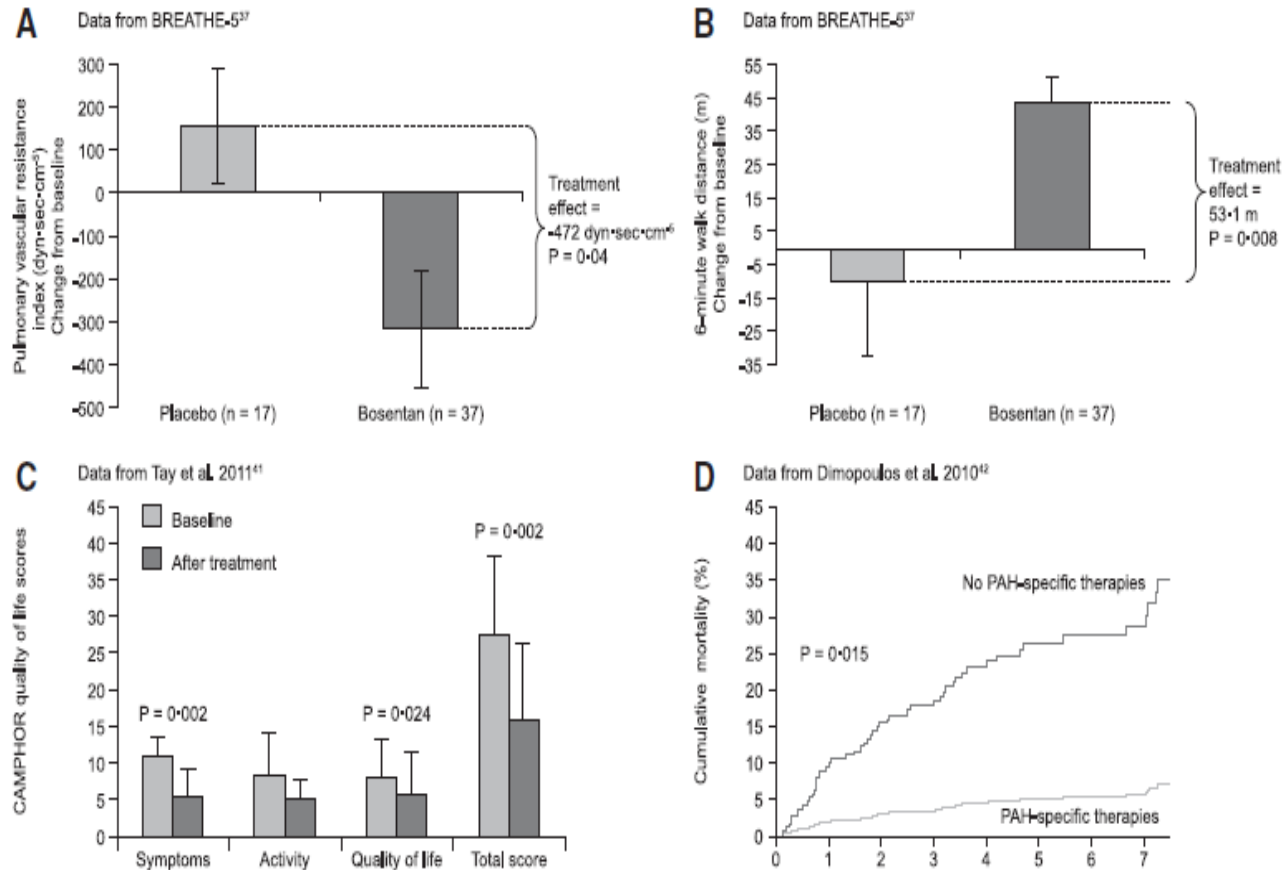 A
Data from BREATHE-5³⁷
Pulmonary vascular resistance
index (dyn•sec•cm⁻⁵)
Change from baseline
300
200
100
0
-100
-200
-300
-400
-500
Placebo (n = 17)
Bosentan (n = 37)
Treatment
effect =
-472 dyn•sec•cm⁻⁵
P = 0•04
B
Data from BREATHE-5³⁷
6-minute walk distance (m)
Change from baseline
55
45
35
25
15
5
-5
-15
-25
-35
Placebo (n = 17)
Bosentan (n = 37)
Treatment
effect =
53•1 m
P = 0•008
C
Data from Tay et al. 2011⁴¹
CAMPHOR quality of life scores
45
40
35
30
25
20
15
10
5
0
Baseline
After treatment
P = 0•002
P = 0•024
P = 0•002
Symptoms
Activity
Quality of life
Total score
D
Data from Dimopoulos et al. 2010⁴²
Cumulative mortality (%)
45
40
35
30
25
20
15
10
5
0
No PAH-specific therapies
P = 0•015
PAH-specific therapies
0 1 2 3 4 5 6 7